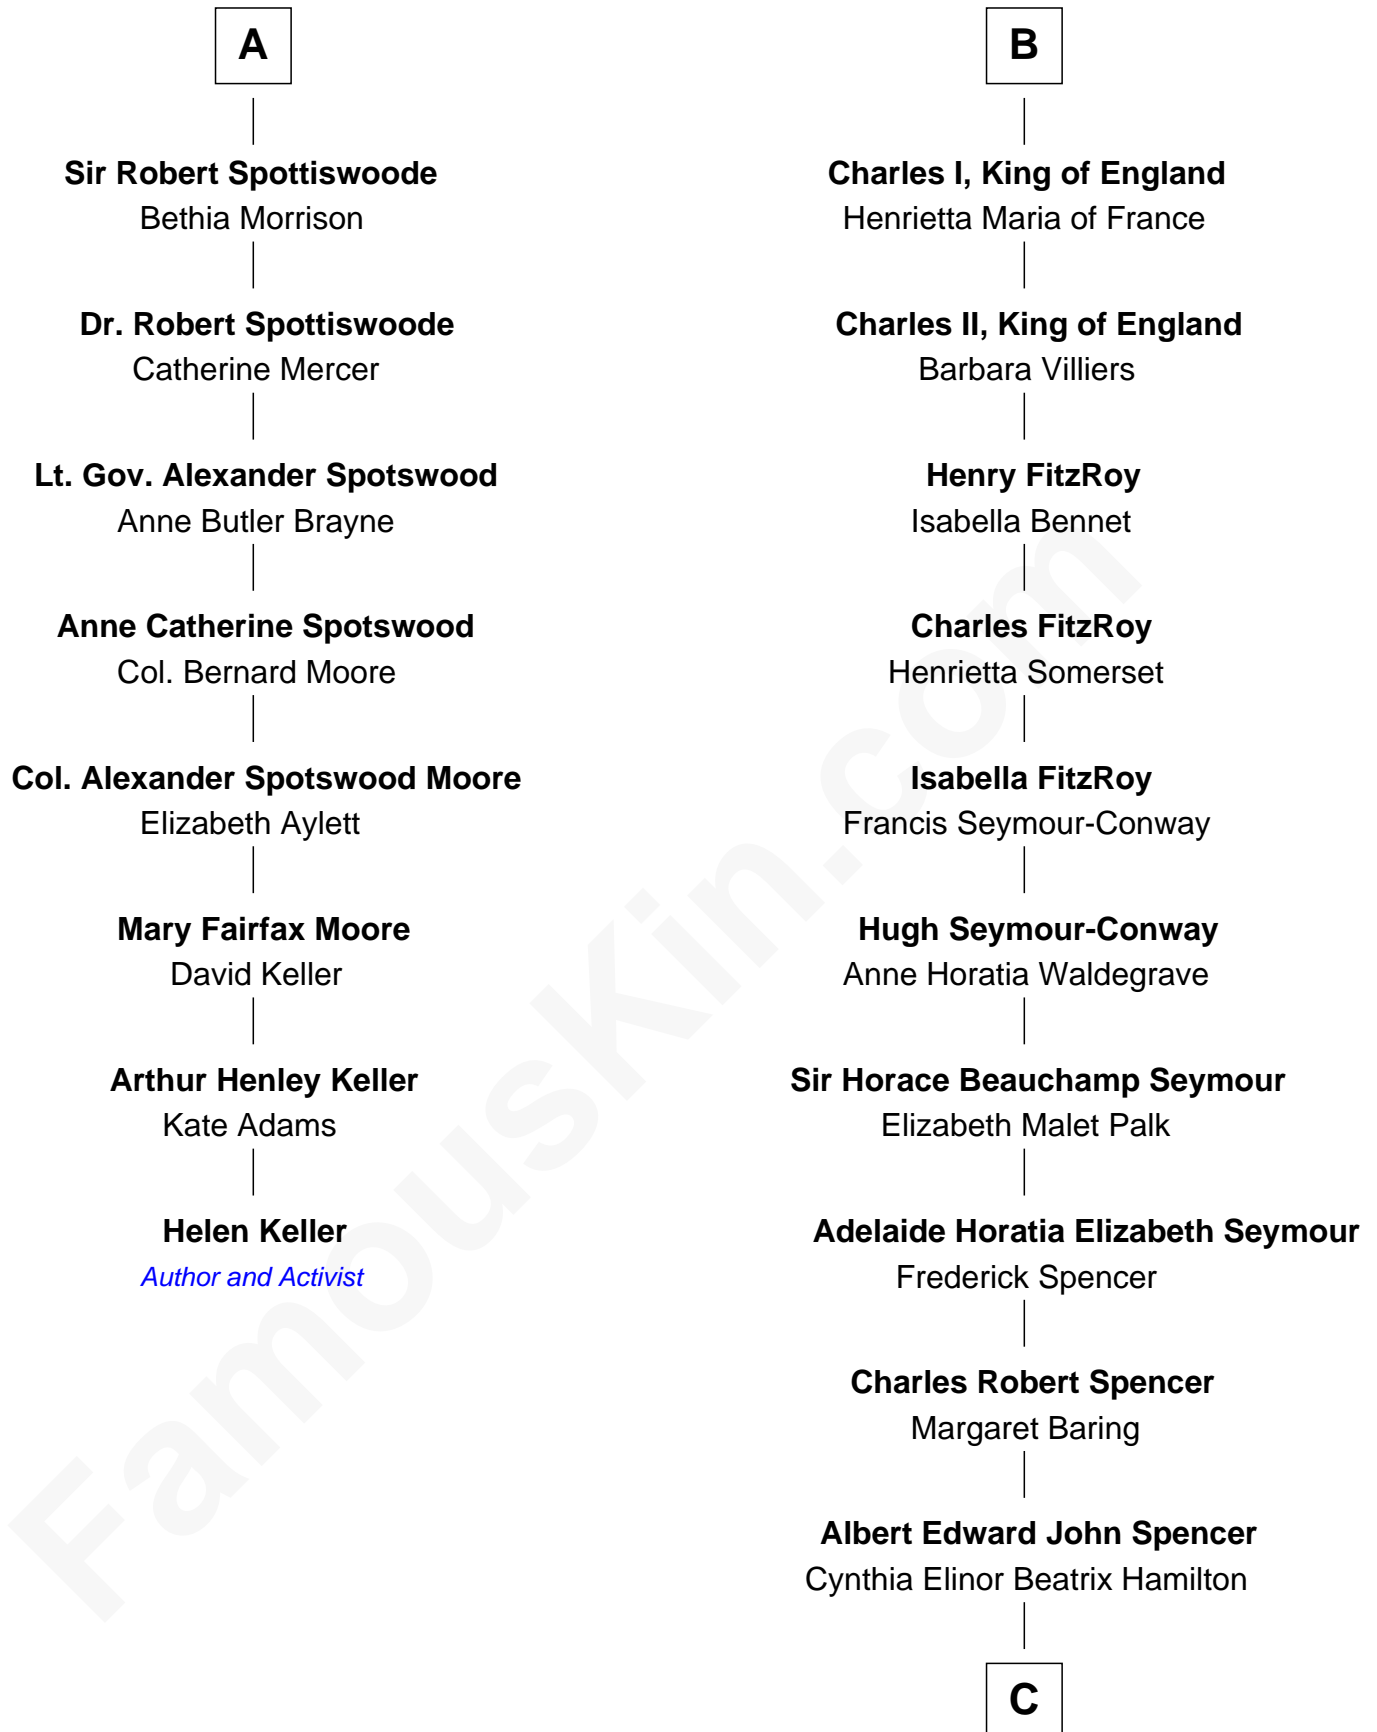 A
Sir Robert Spottiswoode
Bethia Morrison
Dr. Robert Spottiswoode
Catherine Mercer
Lt. Gov. Alexander Spotswood
Anne Butler Brayne
Anne Catherine Spotswood
Col. Bernard Moore
Col. Alexander Spotswood Moore
Elizabeth Aylett
Mary Fairfax Moore
David Keller
Arthur Henley Keller
Kate Adams
Helen Keller
Author and Activist
B
Charles I, King of England
Henrietta Maria of France
Charles II, King of England
Barbara Villiers
Henry FitzRoy
Isabella Bennet
Charles FitzRoy
Henrietta Somerset
Isabella FitzRoy
Francis Seymour-Conway
Hugh Seymour-Conway
Anne Horatia Waldegrave
Sir Horace Beauchamp Seymour
Elizabeth Malet Palk
Adelaide Horatia Elizabeth Seymour
Frederick Spencer
Charles Robert Spencer
Margaret Baring
Albert Edward John Spencer
Cynthia Elinor Beatrix Hamilton
C
FamousKin.com